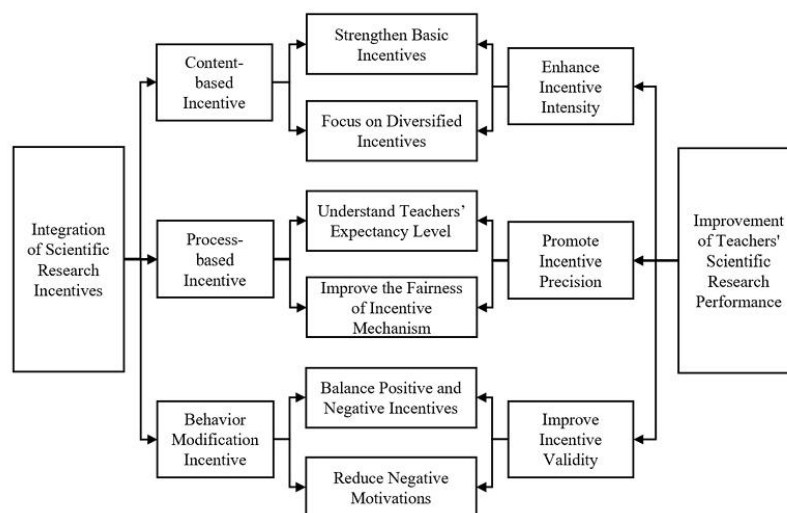 Integration
of Scientific
Research
Incentives
Content-
based
Incentive
Process-
based
Incentive
Behavior
Modification
Incentive
Strengthen Basic
Incentives
Focus on Diversified
Incentives
Understand Teachers’
Expectancy Level
Improve the Fairness
of Incentive
Mechanism
Balance Positive and
Negative Incentives
Reduce Negative
Motivations
Enhance
Incentive
Intensity
Promote
Incentive
Precision
Improve
Incentive
Validity
Improvement
of Teachers'
Scientific
Research
Performance